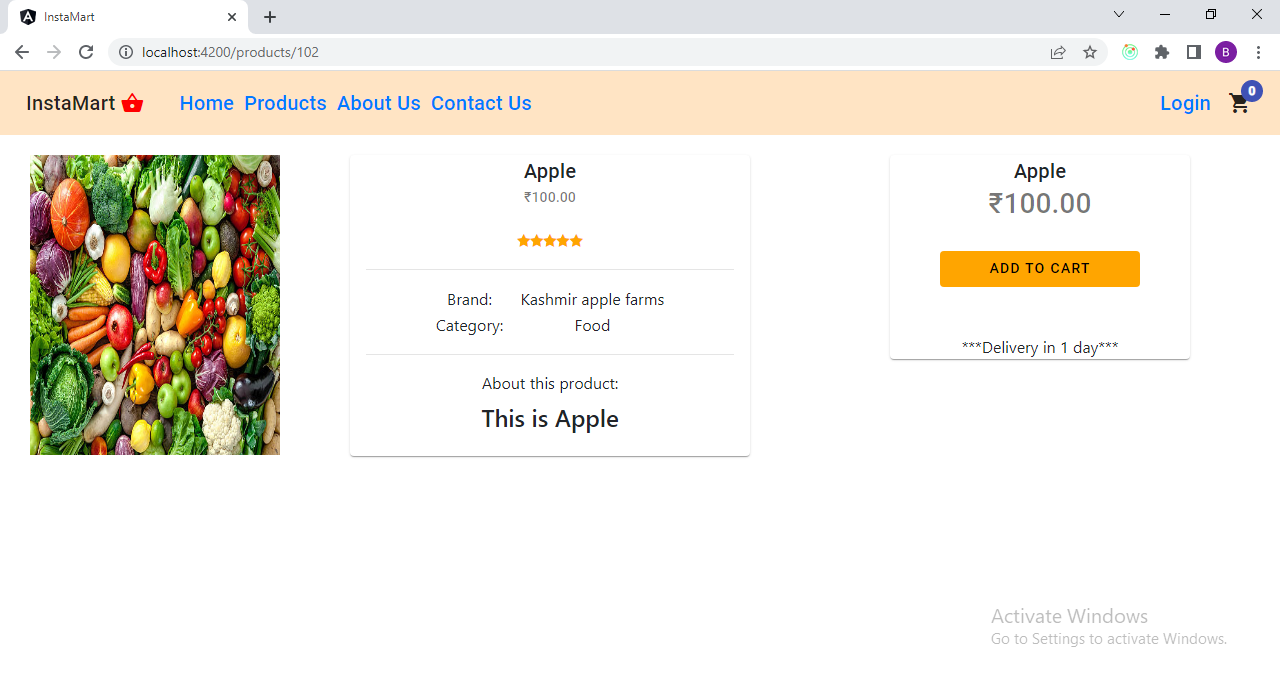 InstaMart
localhost:4200/products/102
B
InstaMart Home Products About Us Contact Us Login 0
Apple
₹100.00
Brand: Kashmir apple farms
Category: Food
About this product:
This is Apple
Apple
₹100.00
ADD TO CART
***Delivery in 1 day***
Activate Windows
Go to Settings to activate Windows.